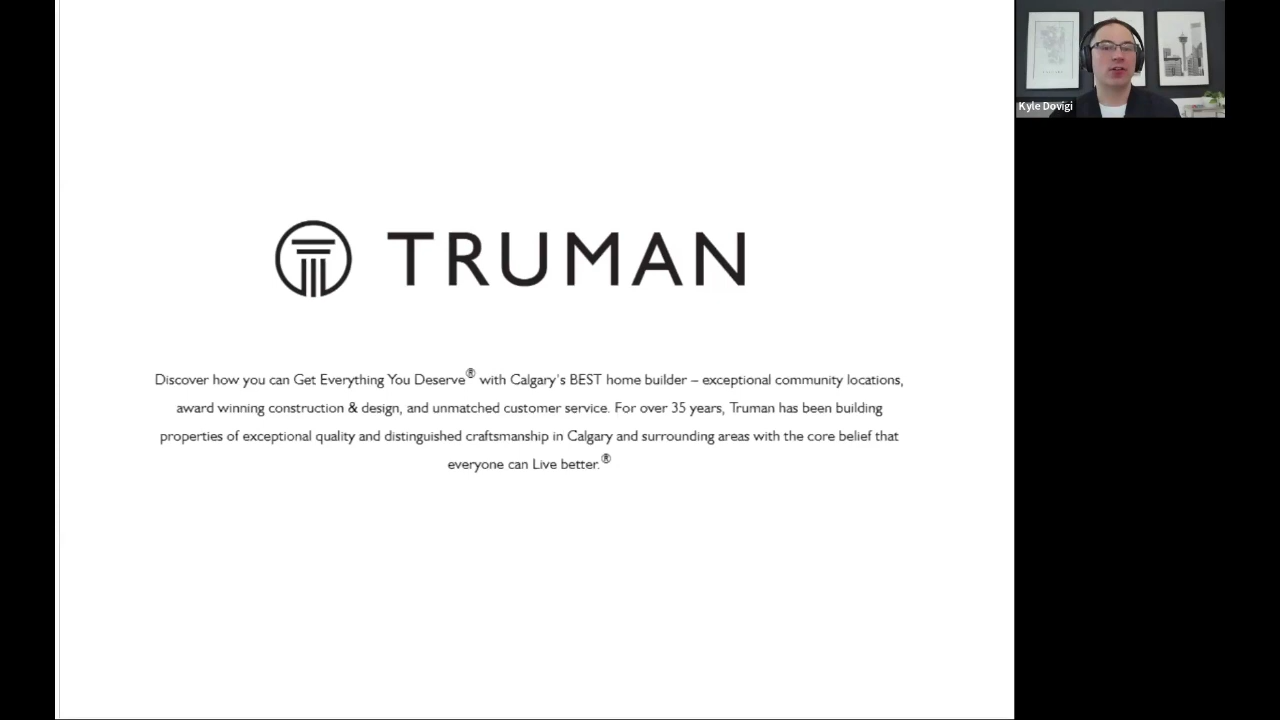 TRUMAN
Discover how you can Get Everything You Deserve® with Calgary's BEST home builder – exceptional community locations,
award winning construction & design, and unmatched customer service. For over 35 years, Truman has been building
properties of exceptional quality and distinguished craftsmanship in Calgary and surrounding areas with the core belief that
everyone can Live better.®
Kyle Dovigi